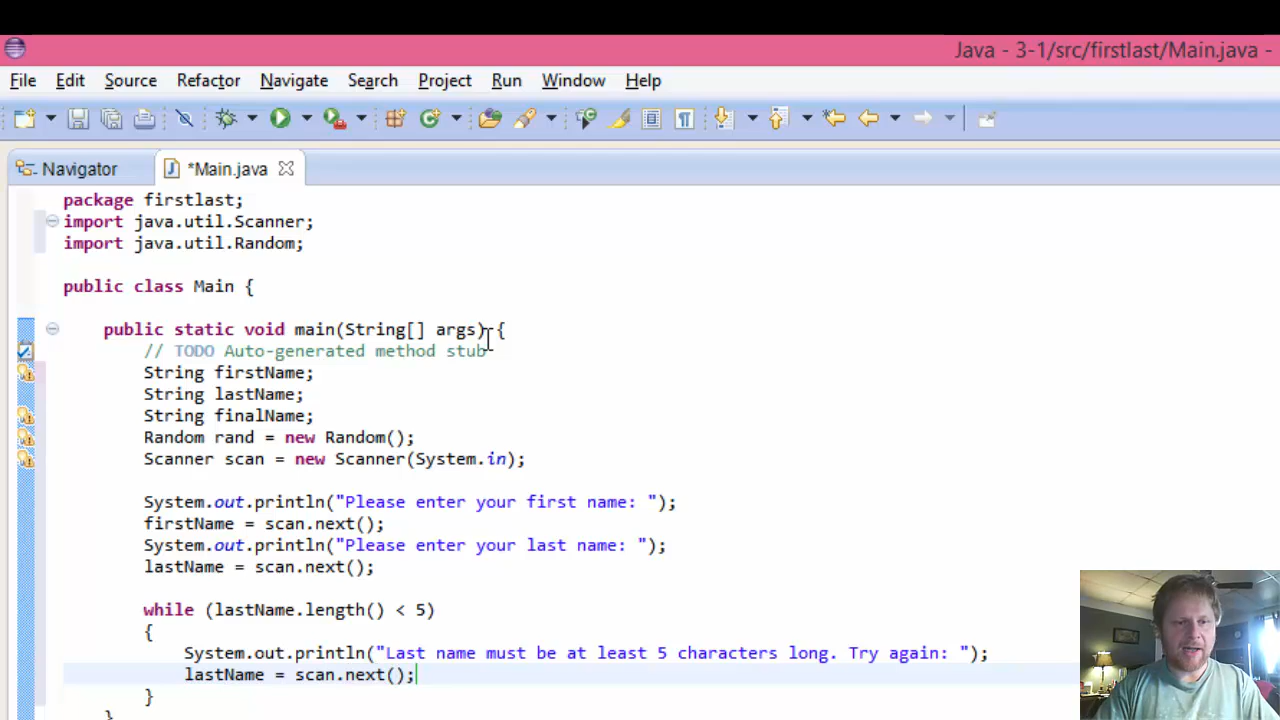 Java - 3-1/src/firstlast/Main.java -
File Edit Source Refactor Navigate Search Project Run Window Help
Navigator *Main.java
package firstlast;
import java.util.Scanner;
import java.util.Random;
public class Main {
public static void main(String[] args) {
// TODO Auto-generated method stub
String firstName;
String lastName;
String finalName;
Random rand = new Random();
Scanner scan = new Scanner(System.in);
System.out.println("Please enter your first name: ");
firstName = scan.next();
System.out.println("Please enter your last name: ");
lastName = scan.next();
while (lastName.length() < 5)
{
System.out.println("Last name must be at least 5 characters long. Try again: ");
lastName = scan.next();
}
}